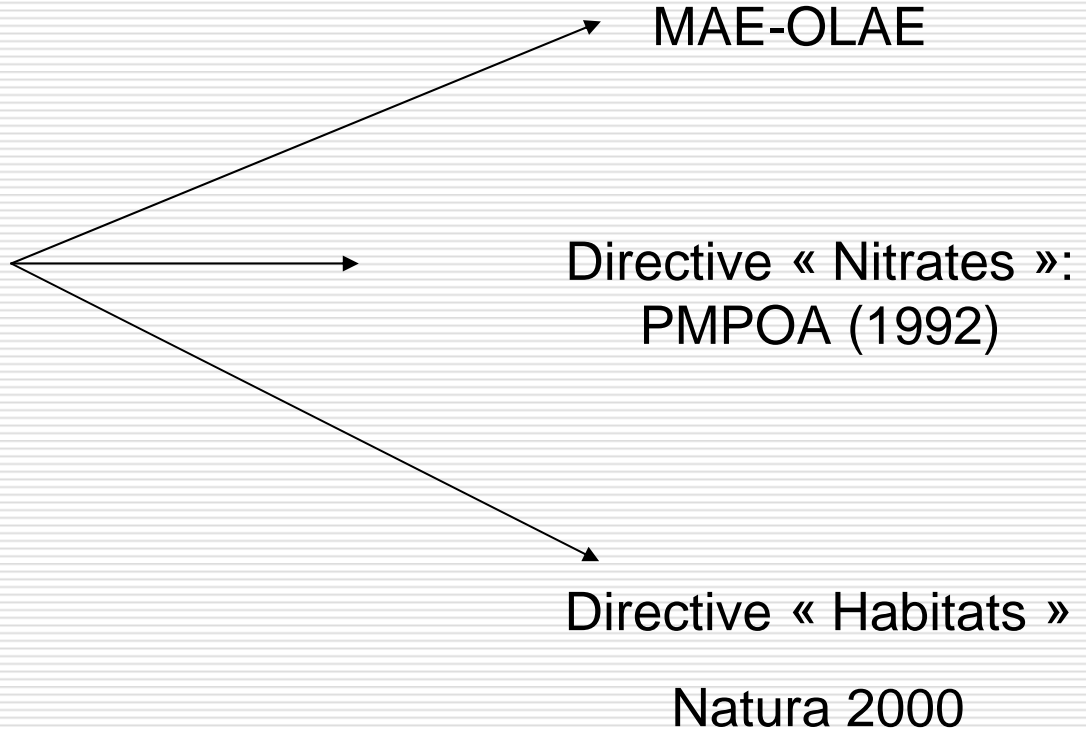 MAE-OLAE
Directive « Nitrates »:
PMPOA (1992)
Directive « Habitats »
Natura 2000